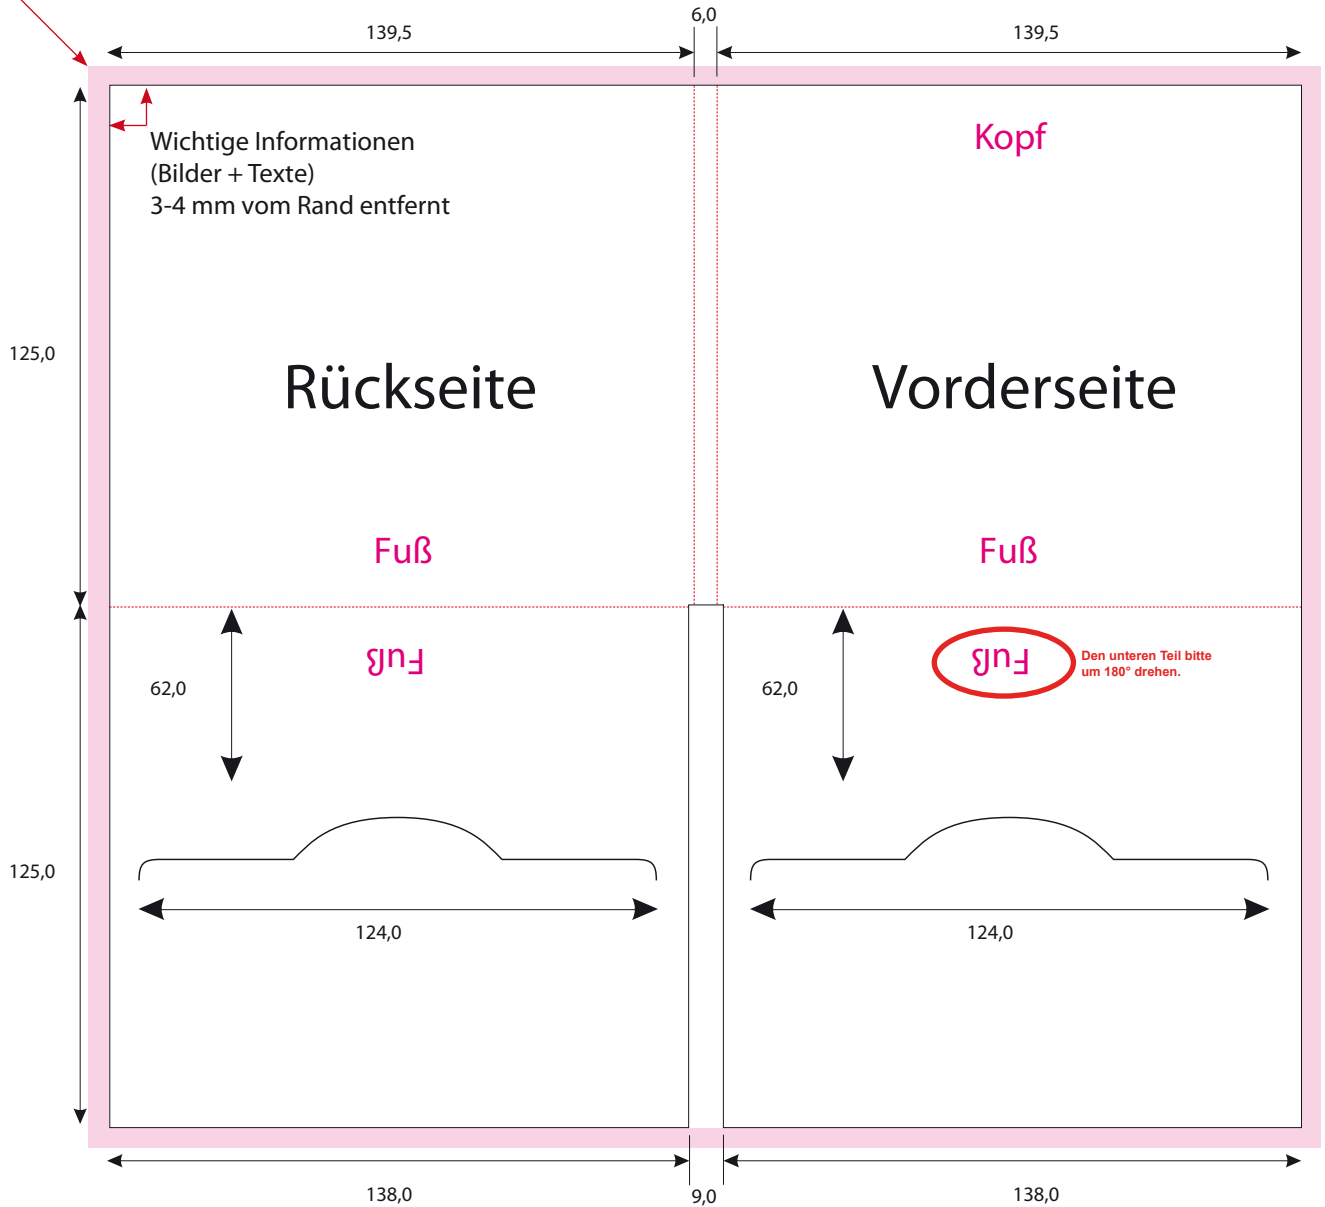 6,0
139,5
139,5
Wichtige Informationen
(Bilder + Texte)
3-4 mm vom Rand entfernt
Kopf
125,0
Rückseite
Vorderseite
Fuß
Fuß
Fuß
Fuß
Den unteren Teil bitte
um 180° drehen.
62,0
62,0
125,0
124,0
124,0
138,0
9,0
138,0